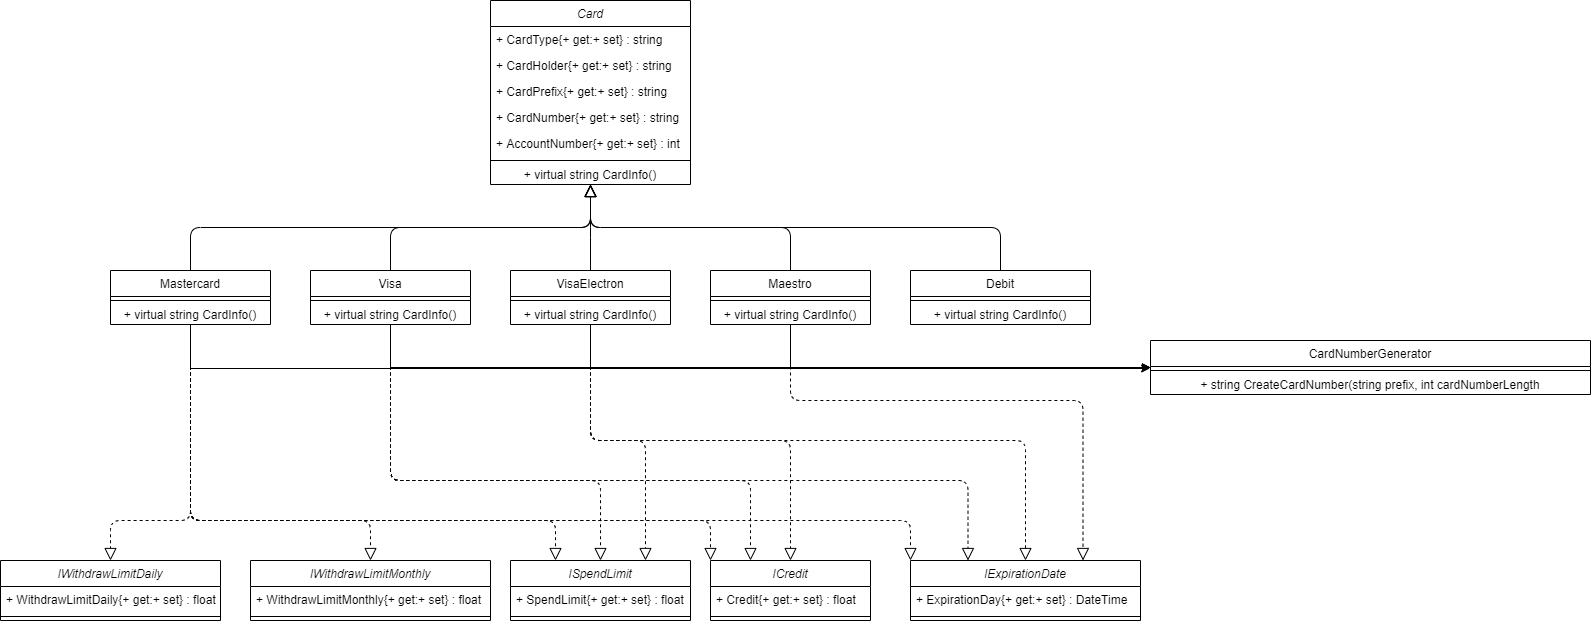 Card
+ CardType{+ get:+ set} : string
+ CardHolder{+ get:+ set} : string
+ CardPrefix{+ get:+ set} : string
+ CardNumber{+ get:+ set} : string
+ AccountNumber{+ get:+ set} : int
+ virtual string CardInfo()
Mastercard
+ virtual string CardInfo()
Visa
+ virtual string CardInfo()
VisaElectron
+ virtual string CardInfo()
Maestro
+ virtual string CardInfo()
Debit
+ virtual string CardInfo()
CardNumberGenerator
+ string CreateCardNumber(string prefix, int cardNumberLength
IWithdrawLimitDaily
+ WithdrawLimitDaily{+ get:+ set} : float
IWithdrawLimitMonthly
+ WithdrawLimitMonthly{+ get:+ set} : float
ISpendLimit
+ SpendLimit{+ get:+ set} : float
ICredit
+ Credit{+ get:+ set} : float
IExpirationDate
+ ExpirationDay{+ get:+ set} : DateTime